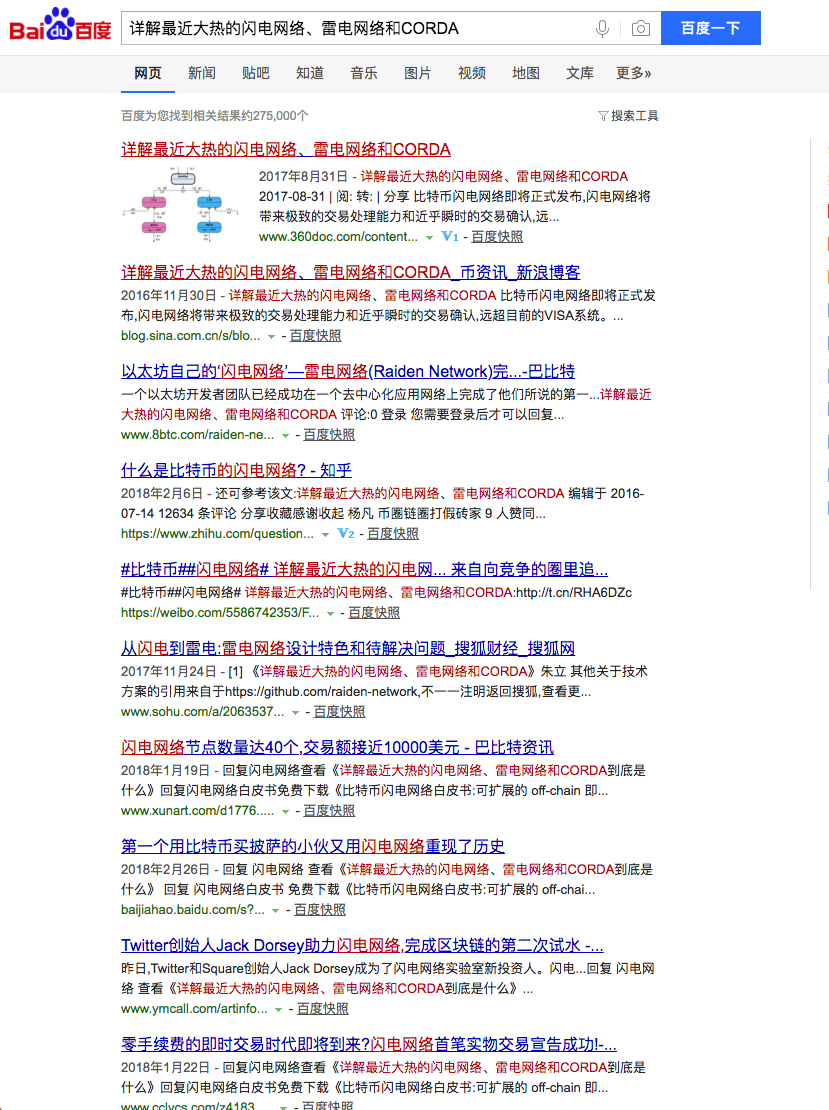 Bai du 百度 详解最近大热的闪电网络、雷电网络和CORDA 百度一下
网页 新闻 贴吧 知道 音乐 图片 视频 地图 文库 更多»
百度为您找到相关结果约275,000个 搜索工具
详解最近大热的闪电网络、雷电网络和CORDA
2017年8月31日 - 详解最近大热的闪电网络、雷电网络和CORDA
2017-08-31 | 阅: 转: | 分享 比特币闪电网络即将正式发布,闪电网络将
带来极致的交易处理能力和近乎瞬时的交易确认,远...
www.360doc.com/content... V1 - 百度快照
详解最近大热的闪电网络、雷电网络和CORDA_币资讯_新浪博客
2016年11月30日 - 详解最近大热的闪电网络、雷电网络和CORDA 比特币闪电网络即将正式发
布,闪电网络将带来极致的交易处理能力和近乎瞬时的交易确认,远超目前的VISA系统。...
blog.sina.com.cn/s/blo... - 百度快照
以太坊自己的‘闪电网络’—雷电网络(Raiden Network)完...-巴比特
一个以太坊开发者团队已经成功在一个去中心化应用网络上完成了他们所说的第一...详解最近
大热的闪电网络、雷电网络和CORDA 评论:0 登录 您需要登录后才可以回复...
www.8btc.com/raiden-ne... - 百度快照
什么是比特币的闪电网络? - 知乎
2018年2月6日 - 还可参考该文:详解最近大热的闪电网络、雷电网络和CORDA 编辑于 2016-
07-14 12634 条评论 分享收藏感谢收起 杨凡 币圈链圈打假砖家 9 人赞同...
https://www.zhihu.com/question... V2 - 百度快照
#比特币##闪电网络# 详解最近大热的闪电网... 来自向竞争的圈里追...
#比特币##闪电网络# 详解最近大热的闪电网络、雷电网络和CORDA:http://t.cn/RHA6DZc
https://weibo.com/5586742353/F... - 百度快照
从闪电到雷电:雷电网络设计特色和待解决问题_搜狐财经_搜狐网
2017年11月24日 - [1] 《详解最近大热的闪电网络、雷电网络和CORDA》朱立 其他关于技术
方案的引用来自于https://github.com/raiden-network,不一一注明返回搜狐,查看更...
www.sohu.com/a/2063537... - 百度快照
闪电网络节点数量达40个,交易额接近10000美元 - 巴比特资讯
2018年1月19日 - 回复闪电网络查看《详解最近大热的闪电网络、雷电网络和CORDA到底是
什么》回复闪电网络白皮书免费下载《比特币闪电网络白皮书:可扩展的 off-chain 即...
www.xunart.com/d1776..... - 百度快照
第一个用比特币买披萨的小伙又用闪电网络重现了历史
2018年2月26日 - 回复 闪电网络 查看《详解最近大热的闪电网络、雷电网络和CORDA到底是
什么》 回复 闪电网络白皮书 免费下载《比特币闪电网络白皮书:可扩展的 off-chai...
baijiahao.baidu.com/s?... - 百度快照
Twitter创始人Jack Dorsey助力闪电网络,完成区块链的第二次试水 -...
昨日,Twitter和Square创始人Jack Dorsey成为了闪电网络实验室新投资人。闪电...回复 闪电网
络 查看《详解最近大热的闪电网络、雷电网络和CORDA到底是什么》...
www.ymcall.com/artinfo... - 百度快照
零手续费的即时交易时代即将到来?闪电网络首笔实物交易宣告成功!-...
2018年1月22日 - 回复闪电网络查看《详解最近大热的闪电网络、雷电网络和CORDA到底是
什么》回复闪电网络白皮书免费下载《比特币闪电网络白皮书:可扩展的 off-chain 即...
www.cclycs.com/z4183... - 百度快照